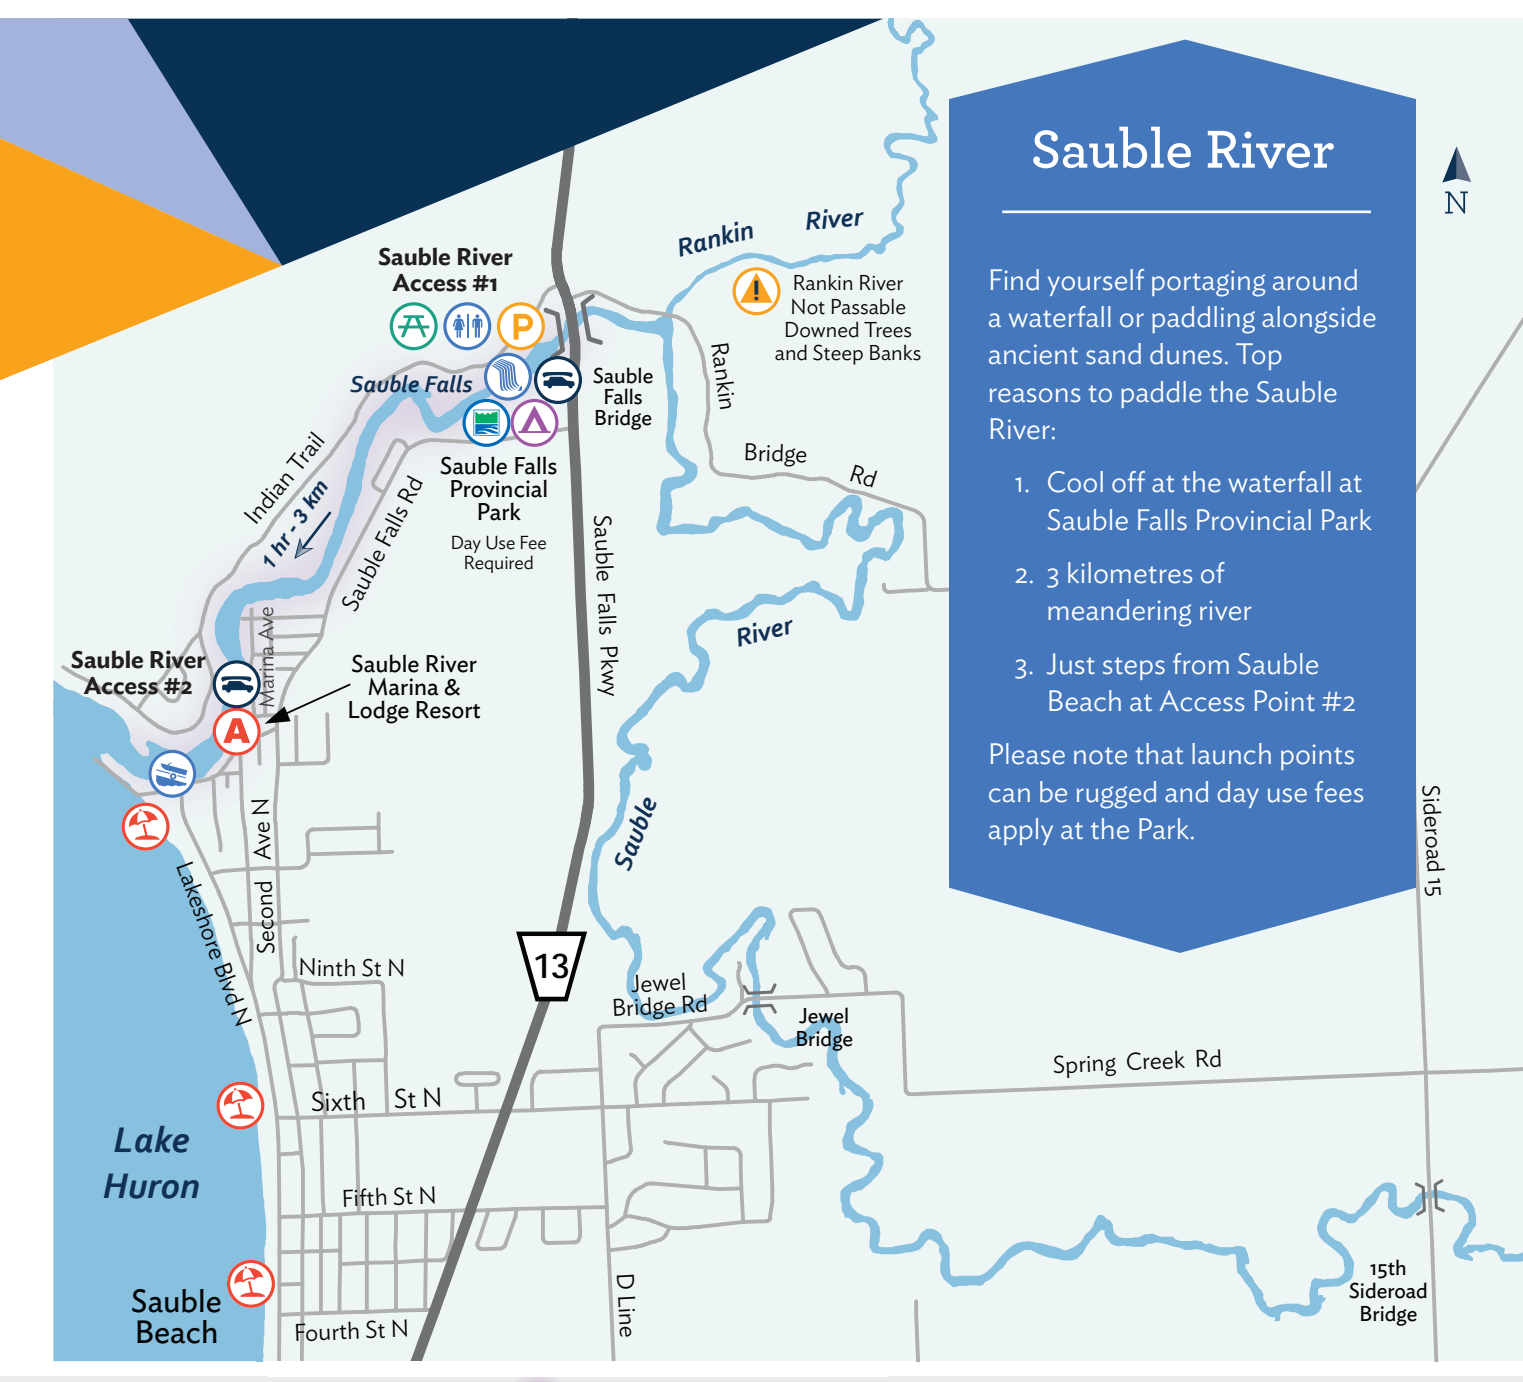 Sauble River
N
Find yourself portaging around
a waterfall or paddling alongside
ancient sand dunes. Top
reasons to paddle the Sauble
River:
1. Cool off at the waterfall at
Sauble Falls Provincial Park
2. 3 kilometres of
meandering river
3. Just steps from Sauble
Beach at Access Point #2
Please note that launch points
can be rugged and day use fees
apply at the Park.
Rankin River
Sauble River
Access #1
P
Rankin River
Not Passable
Downed Trees
and Steep Banks
Sauble Falls
Sauble
Falls
Bridge
Rankin
Bridge Rd
Sauble Falls
Provincial
Park
Day Use Fee
Required
Indian Trail
1 hr - 3 km
Sauble Falls Rd
Sauble Falls Pkwy
River
Marina Ave
Sauble River
Access #2
A
Sauble River
Marina &
Lodge Resort
Sauble
Sideroad 15
Second Ave N
Lakeshore Blvd N
Ninth St N
13
Jewel
Bridge Rd
Jewel
Bridge
Spring Creek Rd
Sixth St N
Lake
Huron
Fifth St N
15th
Sideroad
Bridge
D Line
Sauble
Beach
Fourth St N